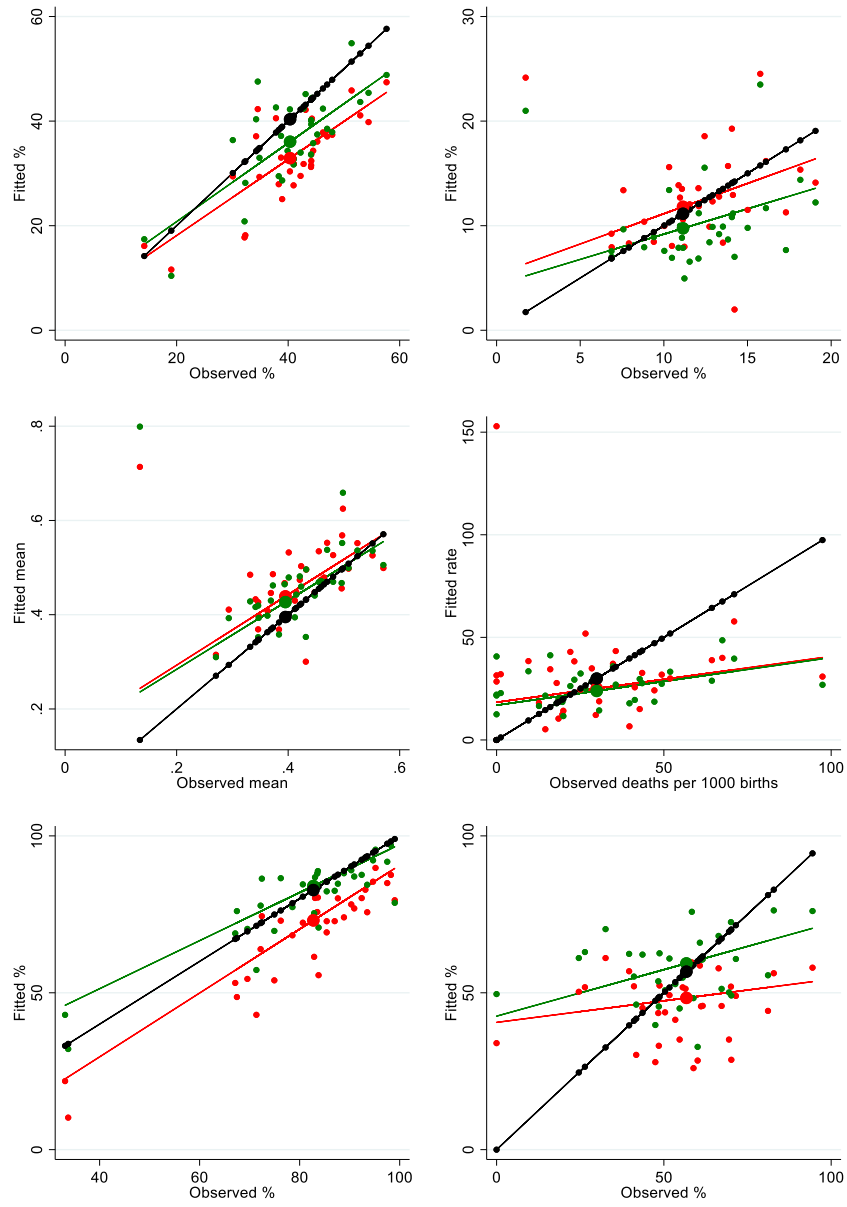 60
40
20
0
Fitted %
0 20 40 60
Observed %
30
20
10
0
Fitted %
0 5 10 15 20
Observed %
.8
.6
.4
.2
Fitted mean
0 .2 .4 .6
Observed mean
150
100
50
0
Fitted rate
0 50 100
Observed deaths per 1000 births
100
50
0
Fitted %
40 60 80 100
Observed %
100
50
0
Fitted %
0 50 100
Observed %